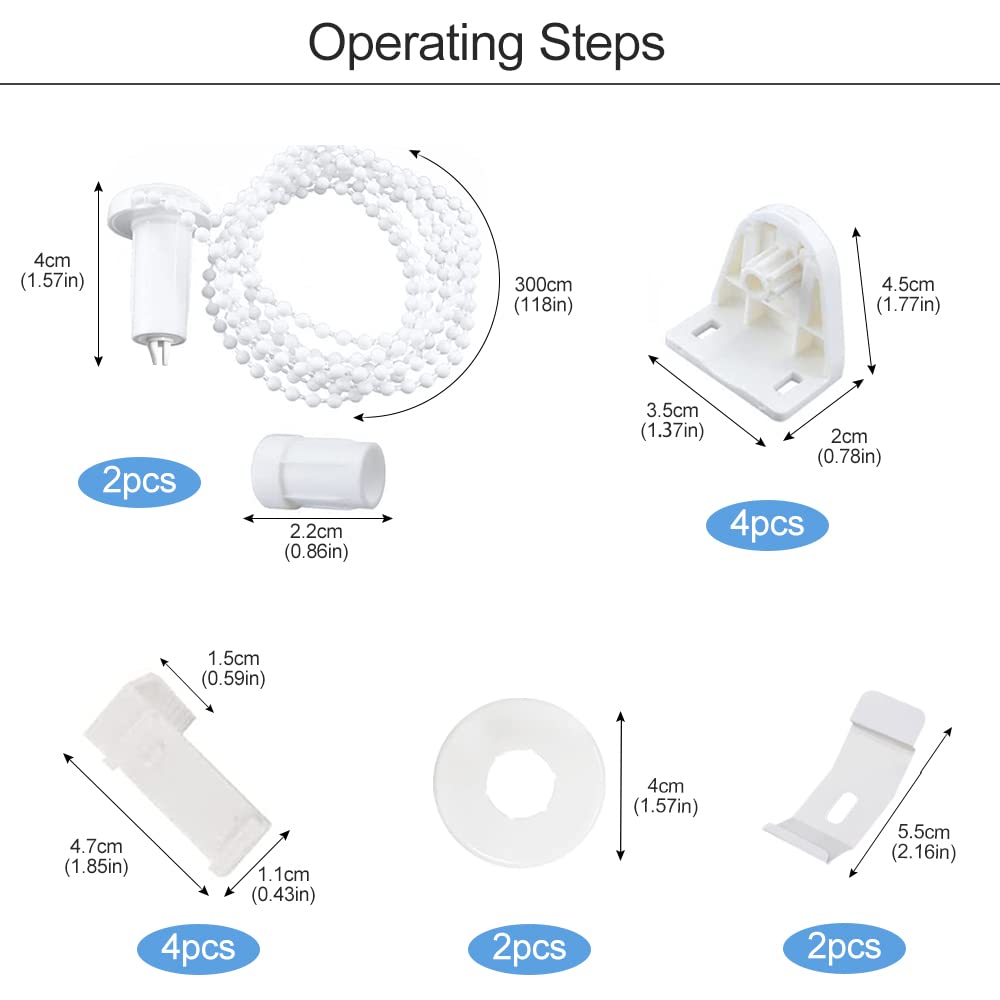 Operating Steps
4cm
(1.57in)
300cm
(118in)
4.5cm
(1.77in)
3.5cm
(1.37in)
2cm
(0.78in)
2pcs
2.2cm
(0.86in)
4pcs
1.5cm
(0.59in)
4cm
(1.57in)
4.7cm
(1.85in)
1.1cm
(0.43in)
5.5cm
(2.16in)
4pcs
2pcs
2pcs